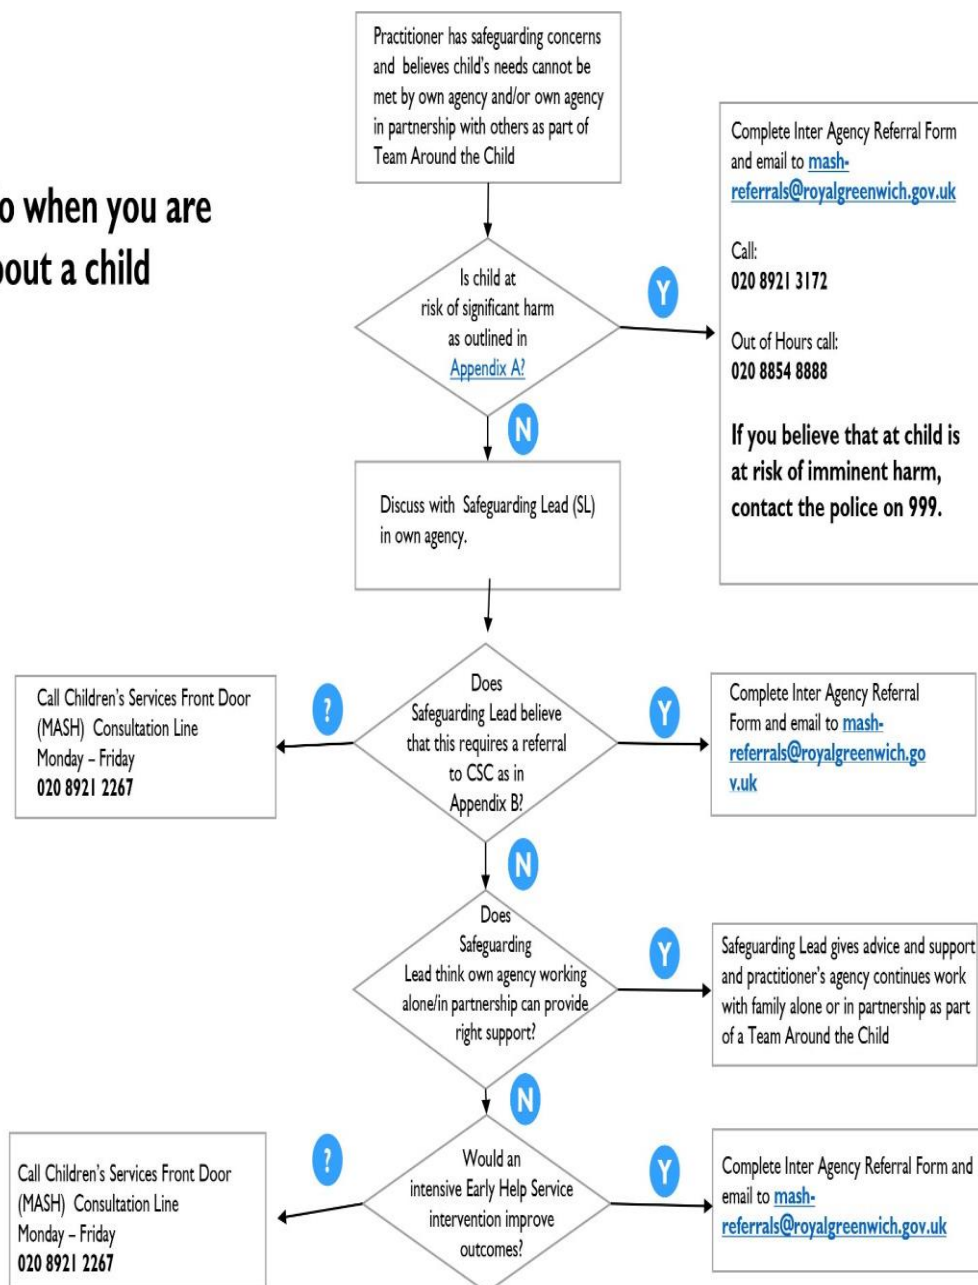 Practitioner has safeguarding concerns
and believes child's needs cannot be
met by own agency and/or own agency
in partnership with others as part of
Team Around the Child
o when you are
out a child
Complete Inter Agency Referral Form
and email to mash-
referrals@royalgreenwich.gov.uk
Call:
020 8921 3172
Out of Hours call:
020 8854 8888
If you believe that at child is
at risk of imminent harm,
contact the police on 999.
Is child at
risk of significant harm
as outlined in
Appendix A?
Y
N
Discuss with Safeguarding Lead (SL)
in own agency.
Call Children's Services Front Door
(MASH) Consultation Line
Monday – Friday
020 8921 2267
?
Does
Safeguarding Lead believe
that this requires a referral
to CSC as in
Appendix B?
Y
Complete Inter Agency Referral
Form and email to mash-
referrals@royalgreenwich.go
v.uk
N
Does
Safeguarding
Lead think own agency working
alone/in partnership can provide
right support?
Y
Safeguarding Lead gives advice and support
and practitioner's agency continues work
with family alone or in partnership as part
of a Team Around the Child
N
Call Children's Services Front Door
(MASH) Consultation Line
Monday – Friday
020 8921 2267
?
Would an
intensive Early Help Service
intervention improve
outcomes?
Y
Complete Inter Agency Referral Form and
email to mash-
referrals@royalgreenwich.gov.uk